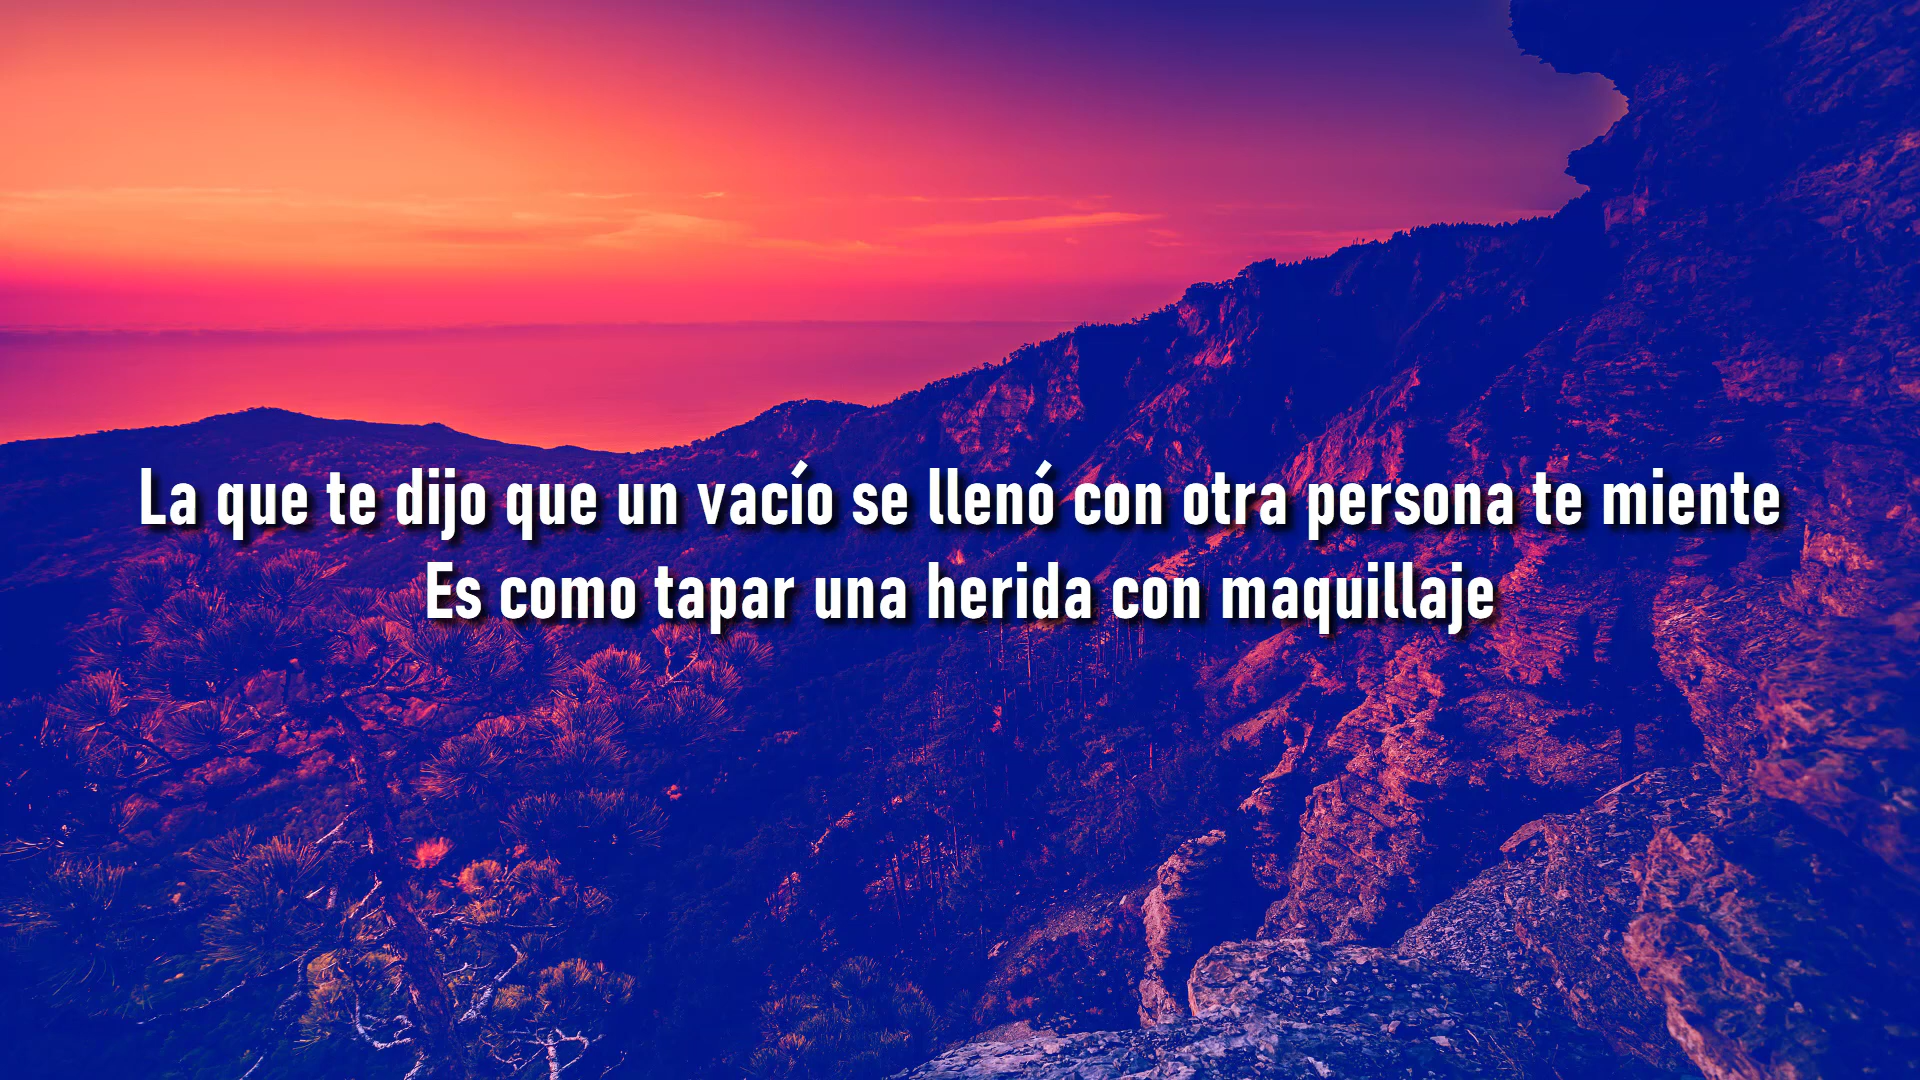 La que te dijo que un vacío se llenó con otra persona te miente
Es como tapar una herida con maquillaje